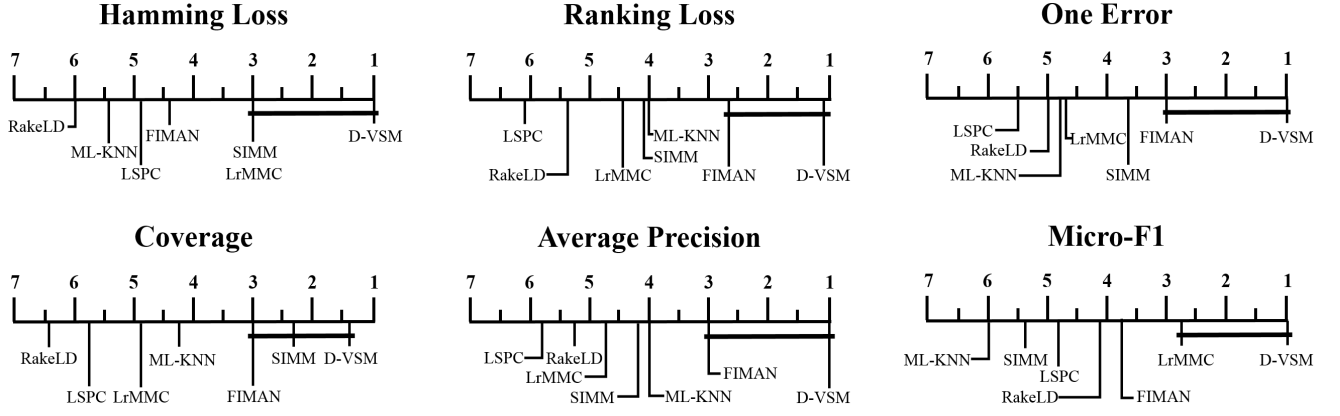 Hamming Loss
7 6 5 4 3 2 1
RakeLD
ML-KNN
LSPC
FIMAN
SIMM
LrMMC
D-VSM
Ranking Loss
7 6 5 4 3 2 1
LSPC
RakeLD
LrMMC
ML-KNN
SIMM
FIMAN
D-VSM
One Error
7 6 5 4 3 2 1
LSPC
RakeLD
ML-KNN
LrMMC
SIMM
FIMAN
D-VSM
Coverage
7 6 5 4 3 2 1
RakeLD
LSPC
LrMMC
ML-KNN
FIMAN
SIMM
D-VSM
Average Precision
7 6 5 4 3 2 1
LSPC
RakeLD
LrMMC
SIMM
ML-KNN
FIMAN
D-VSM
Micro-F1
7 6 5 4 3 2 1
ML-KNN
SIMM
LSPC
RakeLD
FIMAN
LrMMC
D-VSM